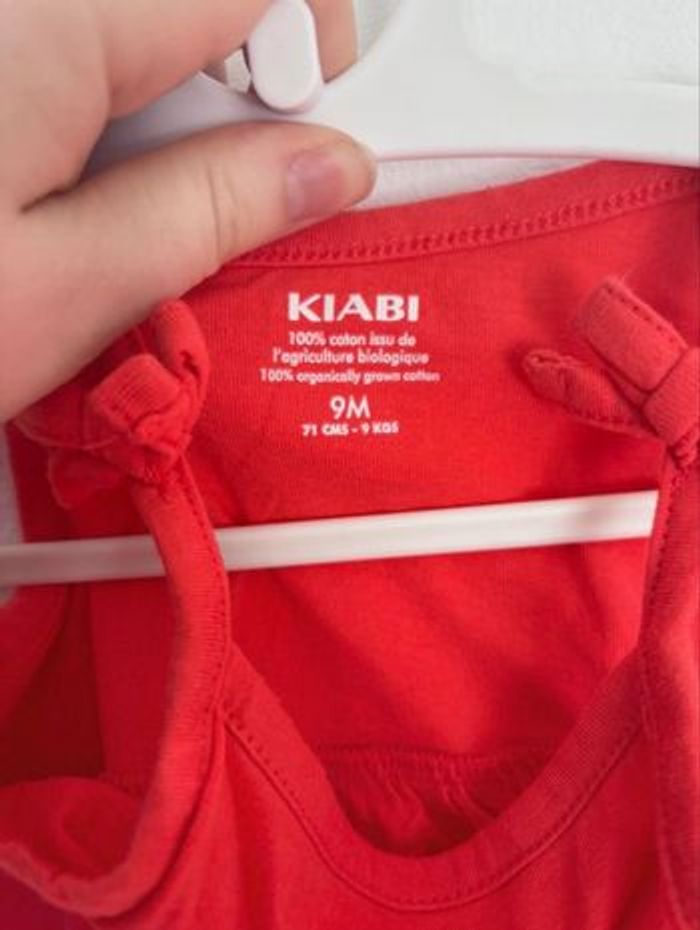 KIABI
100% coton issu de
l'agriculture biologique
100% organically grown cotton
9M
71 CMS - 9 KGS